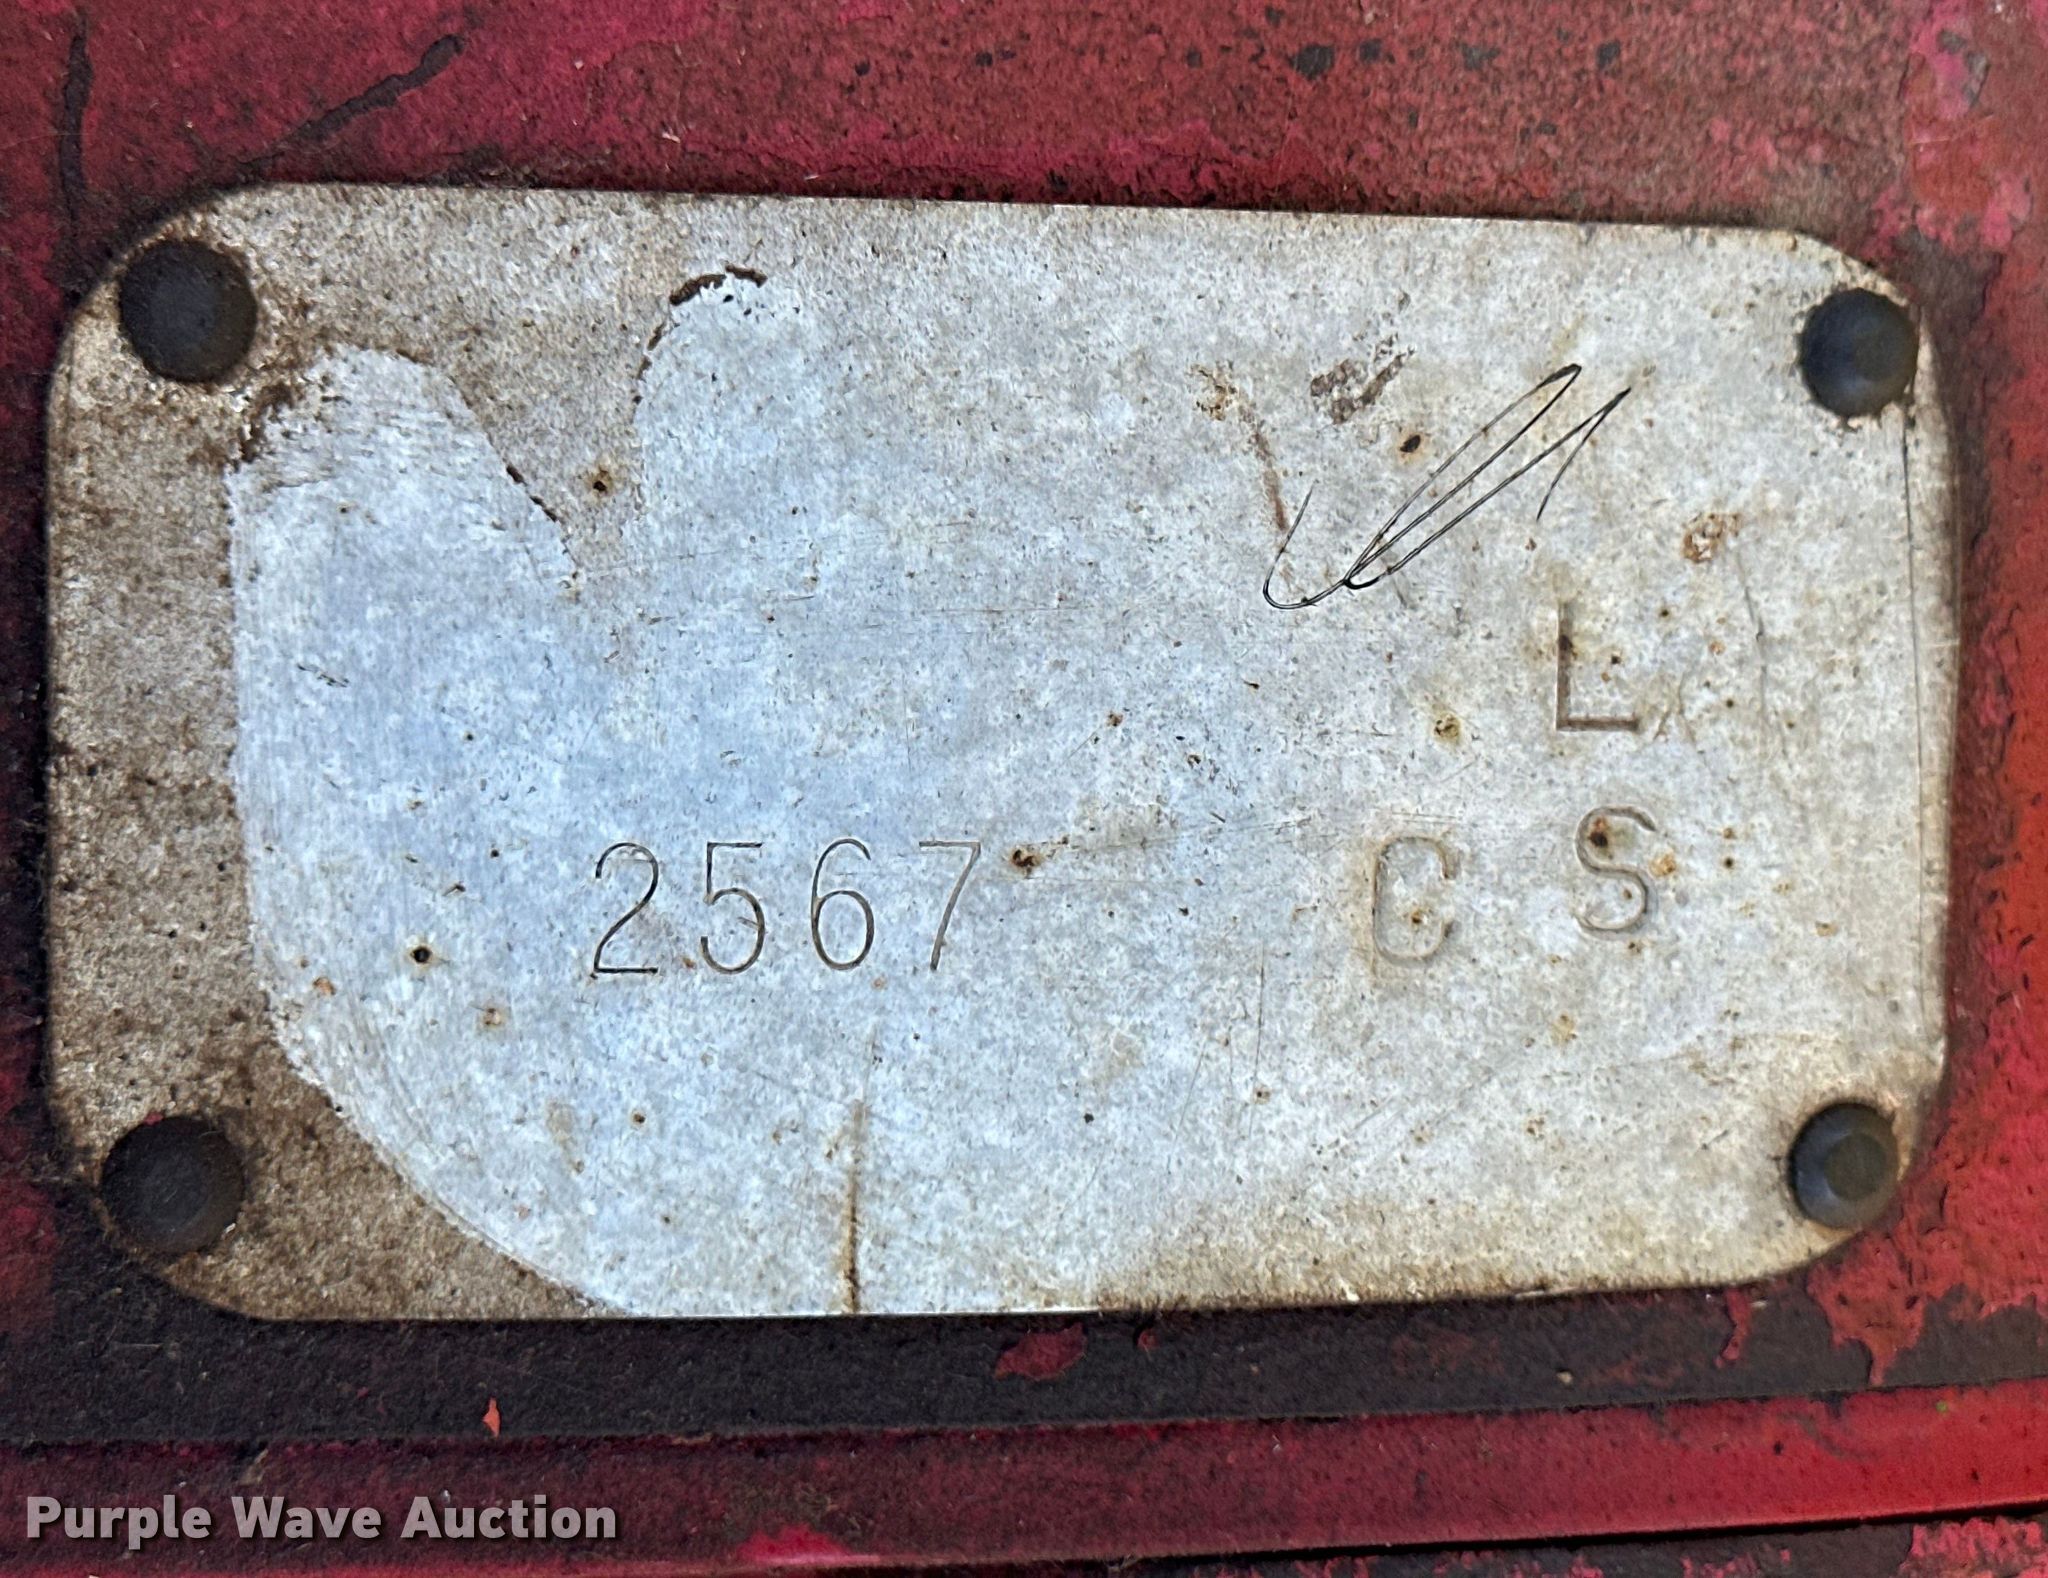 L
2567 C S
Purple Wave Auction